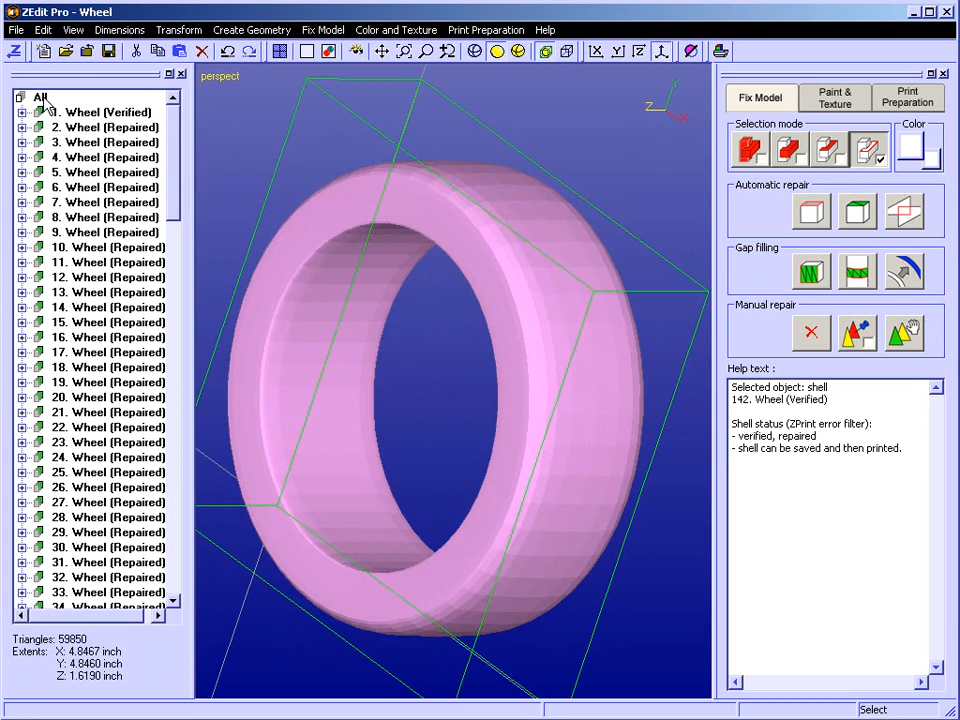 ZEdit Pro - Wheel
File Edit View Dimensions Transform Create Geometry Fix Model Color and Texture Print Preparation Help
All
1. Wheel (Verified)
2. Wheel (Repaired)
3. Wheel (Repaired)
4. Wheel (Repaired)
5. Wheel (Repaired)
6. Wheel (Repaired)
7. Wheel (Repaired)
8. Wheel (Repaired)
9. Wheel (Repaired)
10. Wheel (Repaired)
11. Wheel (Repaired)
12. Wheel (Repaired)
13. Wheel (Repaired)
14. Wheel (Repaired)
15. Wheel (Repaired)
16. Wheel (Repaired)
17. Wheel (Repaired)
18. Wheel (Repaired)
19. Wheel (Repaired)
20. Wheel (Repaired)
21. Wheel (Repaired)
22. Wheel (Repaired)
23. Wheel (Repaired)
24. Wheel (Repaired)
25. Wheel (Repaired)
26. Wheel (Repaired)
27. Wheel (Repaired)
28. Wheel (Repaired)
29. Wheel (Repaired)
30. Wheel (Repaired)
31. Wheel (Repaired)
32. Wheel (Repaired)
33. Wheel (Repaired)
34. Wheel (Repaired)
Triangles: 59850
Extents: X: 4.8467 inch
Y: 4.8460 inch
Z: 1.6190 inch
perspect
Y
Z
X
Fix Model
Paint & Texture
Print Preparation
Selection mode
Color
Automatic repair
Gap filling
Manual repair
Help text :
Selected object: shell
142. Wheel (Verified)
Shell status (ZPrint error filter):
- verified, repaired
- shell can be saved and then printed.
Select